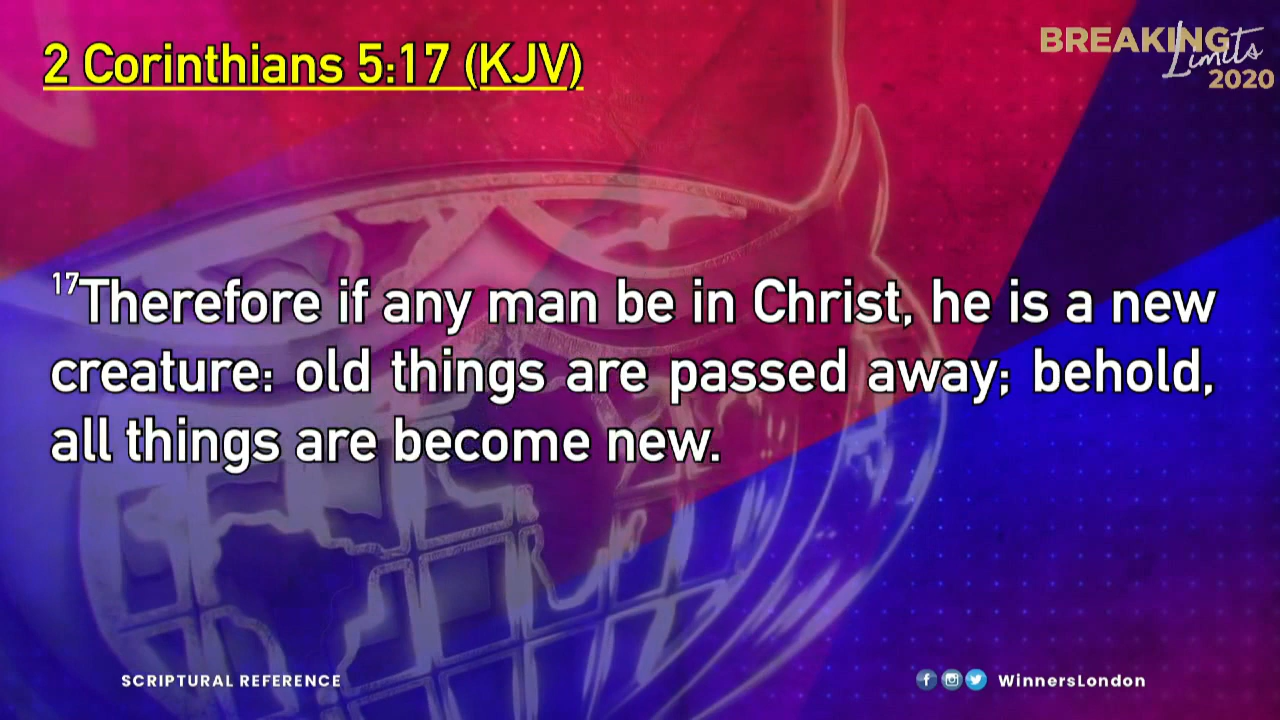 2 Corinthians 5:17 (KJV)
BREAKING
Limits
2020
17Therefore if any man be in Christ, he is a new
creature: old things are passed away; behold,
all things are become new.
SCRIPTURAL REFERENCE
WinnersLondon